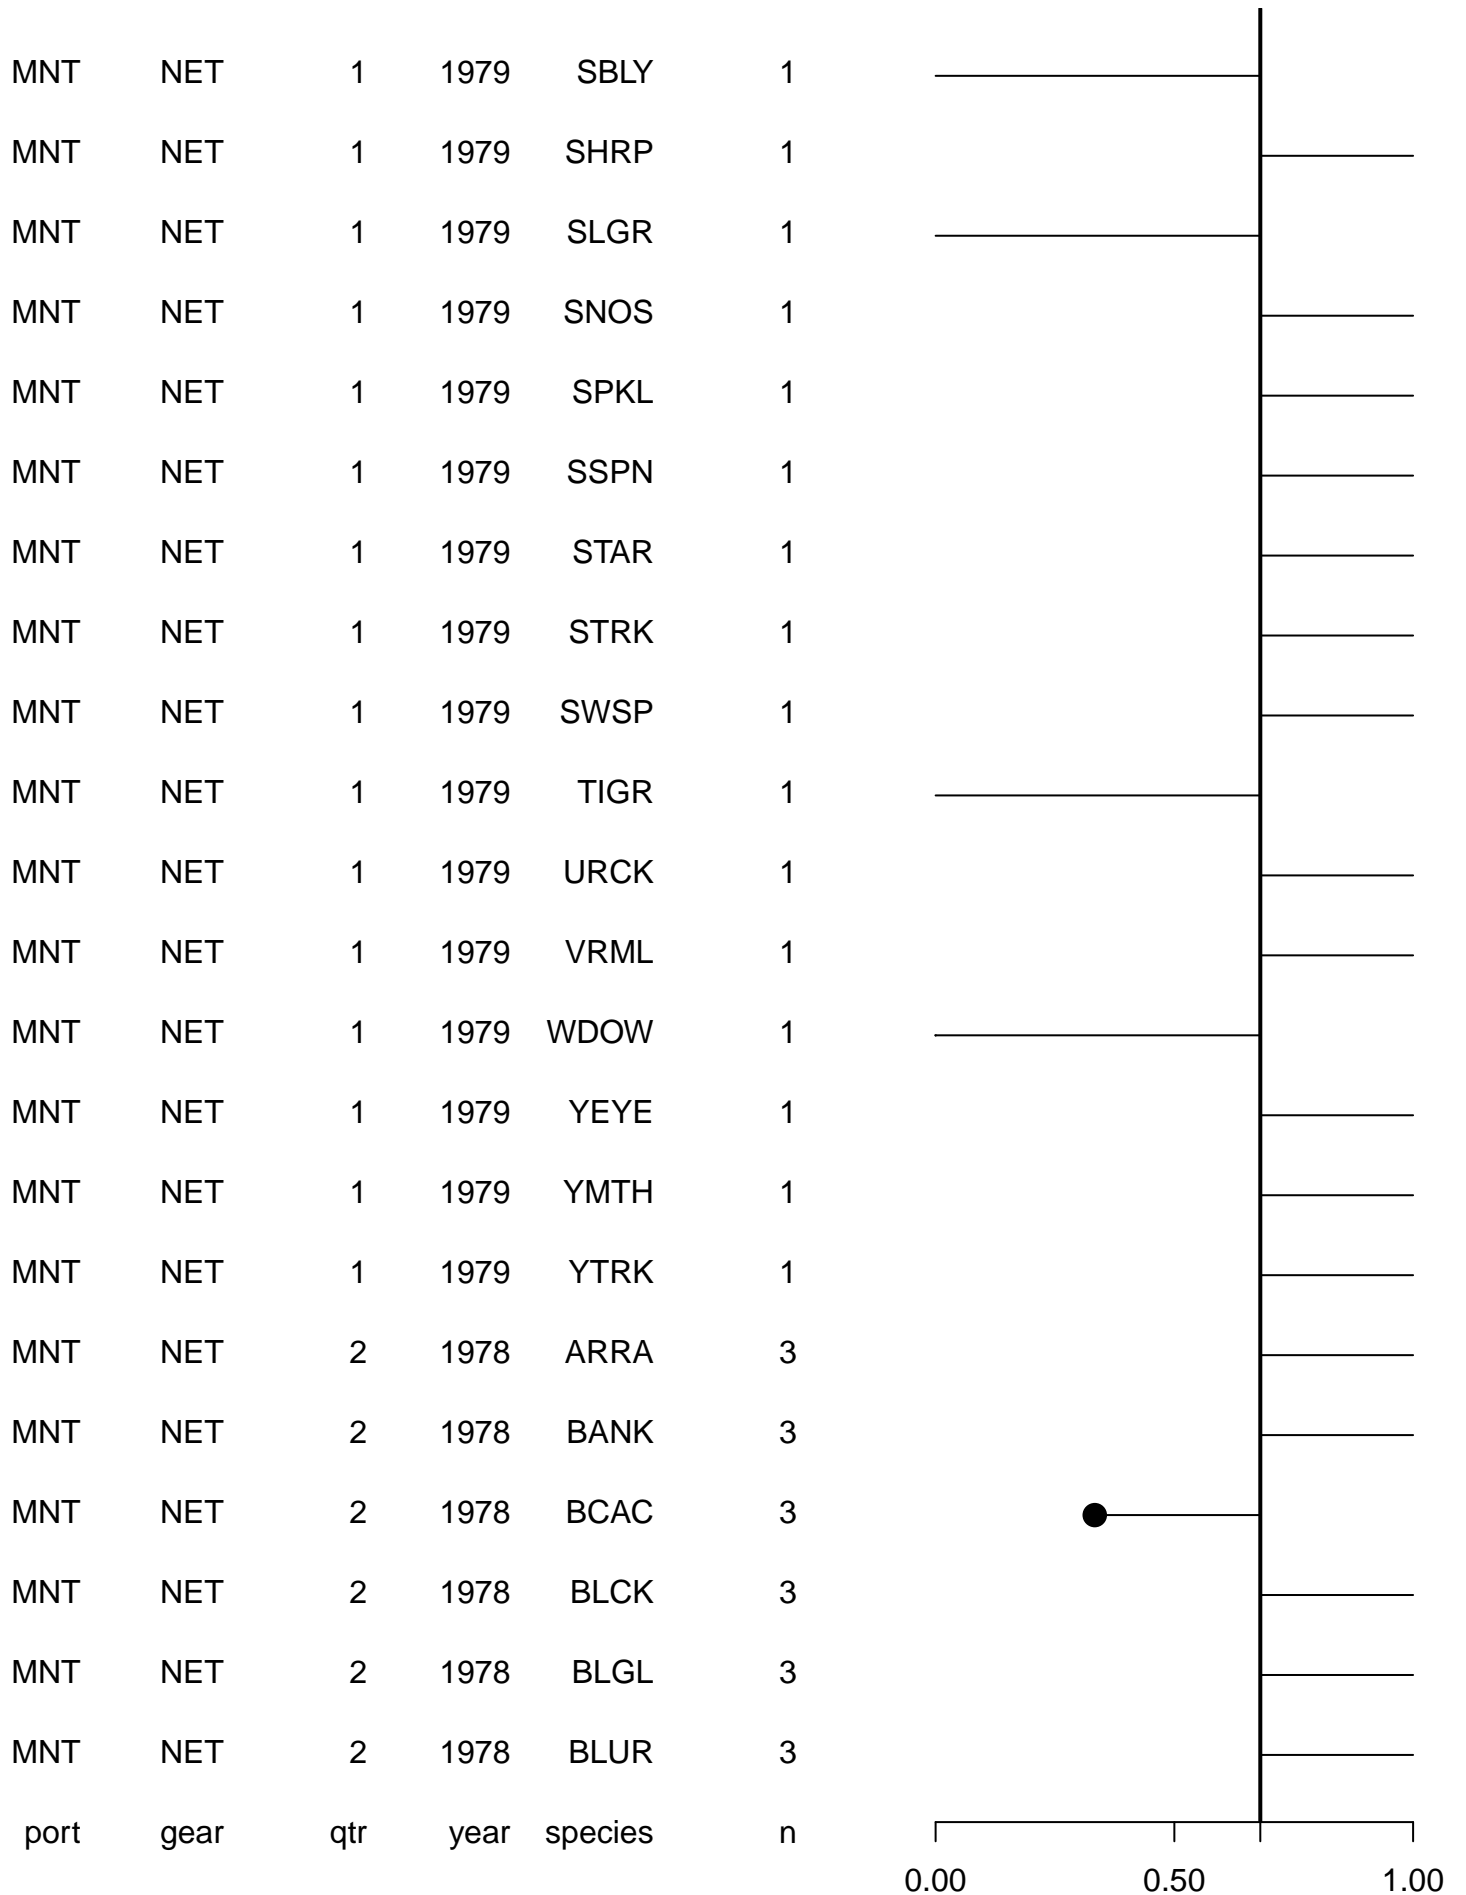 MNT NET 1 1979 SBLY 1
MNT NET 1 1979 SHRP 1
MNT NET 1 1979 SLGR 1
MNT NET 1 1979 SNOS 1
MNT NET 1 1979 SPKL 1
MNT NET 1 1979 SSPN 1
MNT NET 1 1979 STAR 1
MNT NET 1 1979 STRK 1
MNT NET 1 1979 SWSP 1
MNT NET 1 1979 TIGR 1
MNT NET 1 1979 URCK 1
MNT NET 1 1979 VRML 1
MNT NET 1 1979 WDOW 1
MNT NET 1 1979 YEYE 1
MNT NET 1 1979 YMTH 1
MNT NET 1 1979 YTRK 1
MNT NET 2 1978 ARRA 3
MNT NET 2 1978 BANK 3
MNT NET 2 1978 BCAC 3
MNT NET 2 1978 BLCK 3
MNT NET 2 1978 BLGL 3
MNT NET 2 1978 BLUR 3
port gear qtr year species n
0.00 0.50 1.00